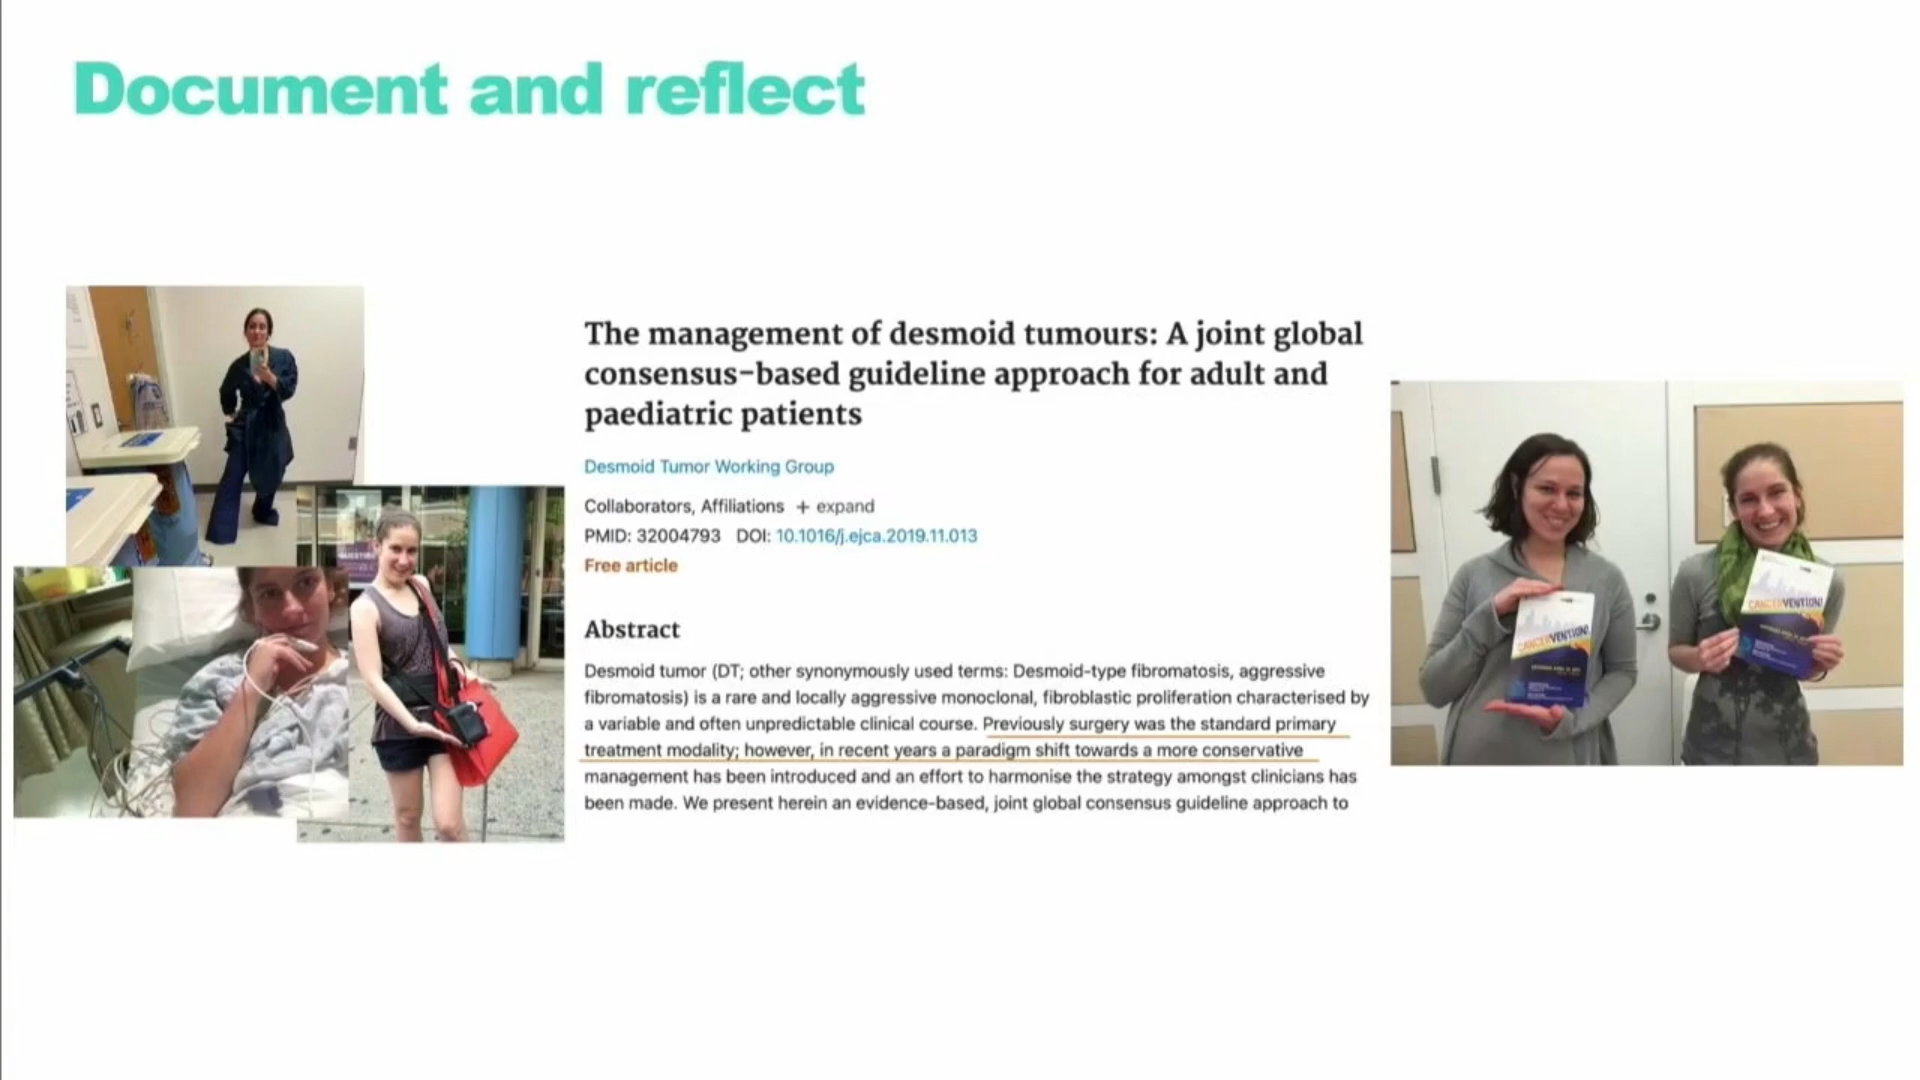 Document and reflect
The management of desmoid tumours: A joint global
consensus-based guideline approach for adult and
paediatric patients
Desmoid Tumor Working Group
Collaborators, Affiliations + expand
PMID: 32004793 DOI: 10.1016/j.ejca.2019.11.013
Free article
Abstract
Desmoid tumor (DT; other synonymously used terms: Desmoid-type fibromatosis, aggressive
fibromatosis) is a rare and locally aggressive monoclonal, fibroblastic proliferation characterised by
a variable and often unpredictable clinical course. Previously surgery was the standard primary
treatment modality; however, in recent years a paradigm shift towards a more conservative
management has been introduced and an effort to harmonise the strategy amongst clinicians has
been made. We present herein an evidence-based, joint global consensus guideline approach to
CANCERVENTION!
CANCERVENTION!